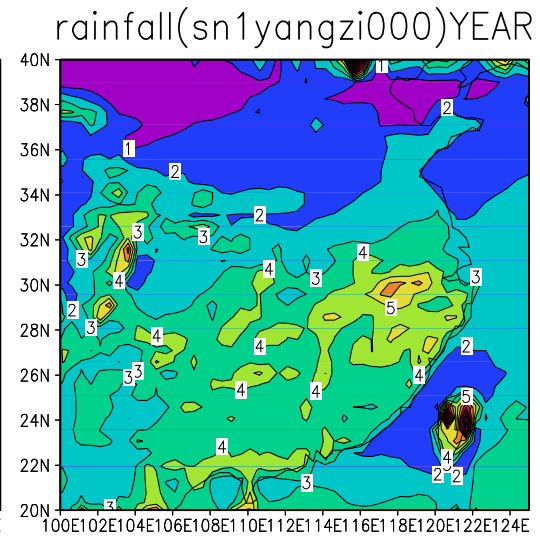 rainfall(sn1yangzi000)YEAR
40N
1
38N
2
36N
1
2
34N
2
32N
3
3
3
4
4
4
3
3
30N
2
5
3
28N
4
4
2
26N
3
3
4
4
4
5
24N
4
22N
4
3
3
2
2
20N
3
100E102E104E106E108E110E112E114E116E118E120E122E124E